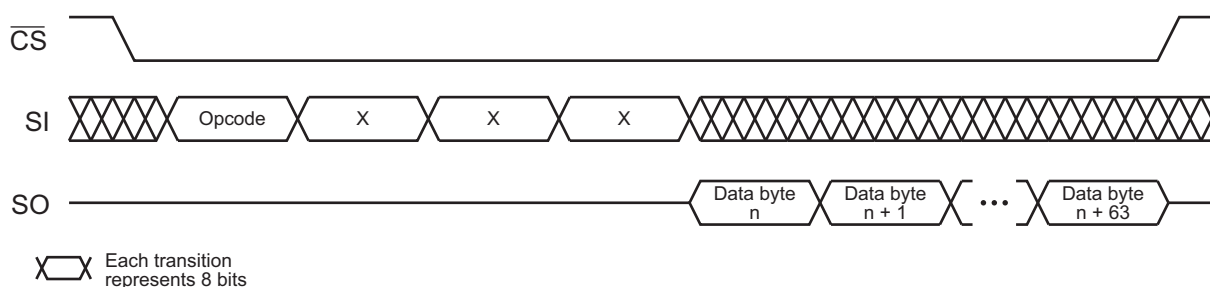 CS
SI
Opcode
X
X
X
SO
Data byte
n
Data byte
n + 1
•••
Data byte
n + 63
Each transition
represents 8 bits